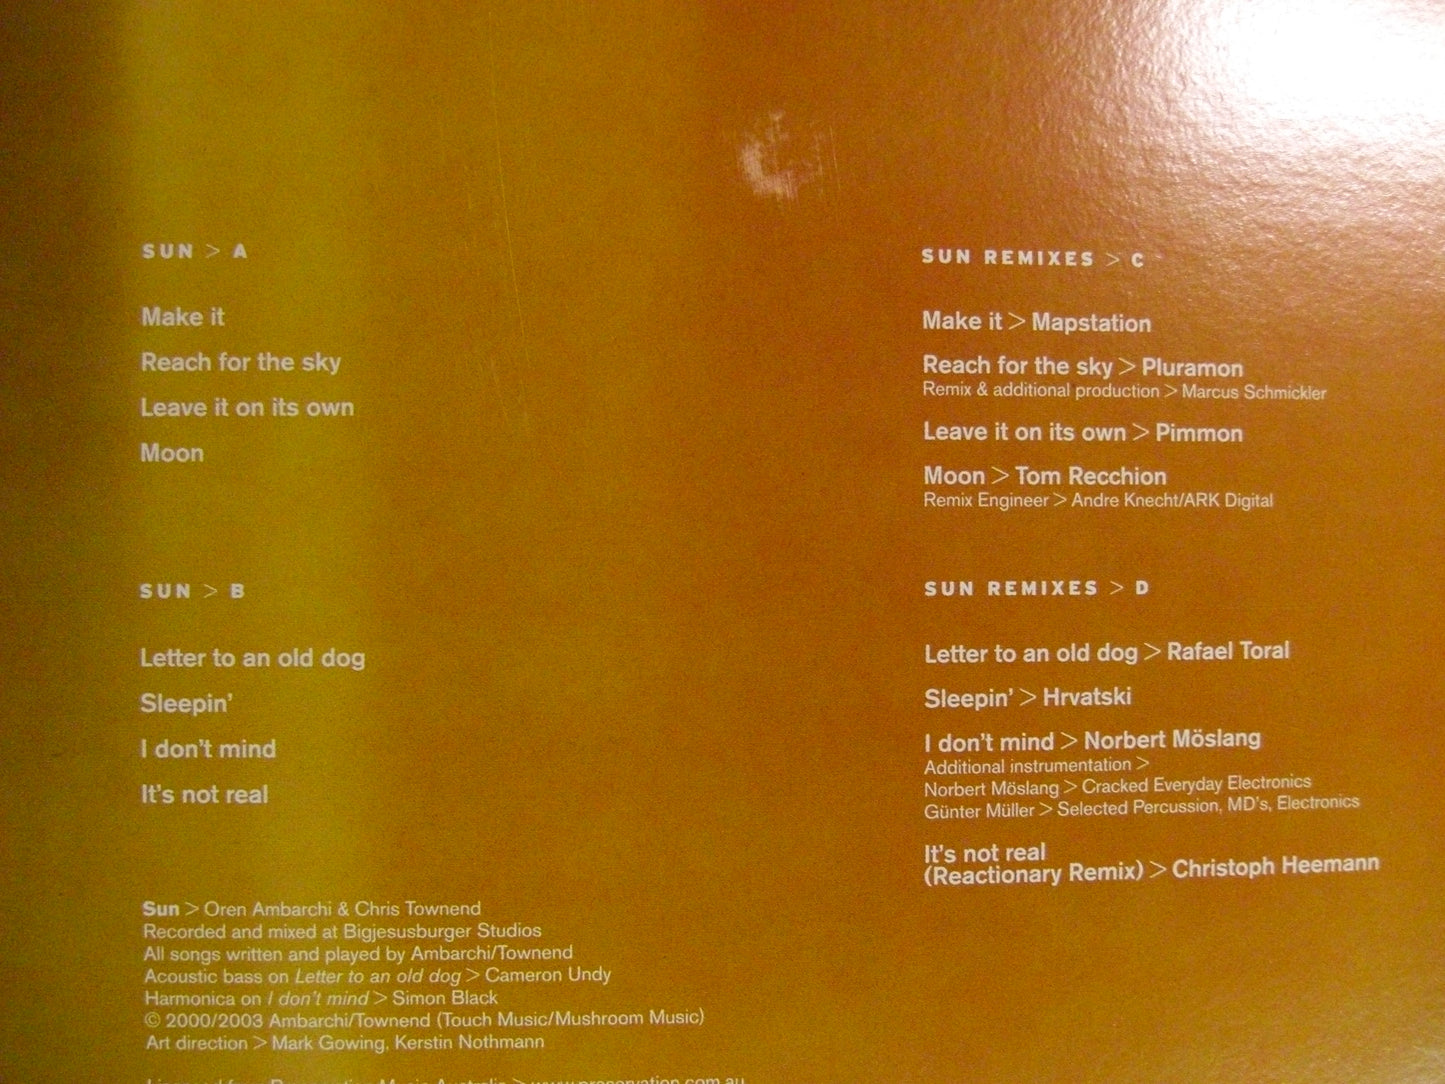 SUN > A
Make it
Reach for the sky
Leave it on its own
Moon
SUN > B
Letter to an old dog
Sleepin'
I don't mind
It's not real
Sun > Oren Ambarchi & Chris Townend
Recorded and mixed at Bigjesusburger Studios
All songs written and played by Ambarchi/Townend
Acoustic bass on Letter to an old dog > Cameron Undy
Harmonica on I don't mind > Simon Black
© 2000/2003 Ambarchi/Townend (Touch Music/Mushroom Music)
Art direction > Mark Gowing, Kerstin Nothmann
www.preservation.com.au
SUN REMIXES > C
Make it > Mapstation
Reach for the sky > Pluramon
Remix & additional production > Marcus Schmickler
Leave it on its own > Pimmon
Moon > Tom Recchion
Remix Engineer > Andre Knecht/ARK Digital
SUN REMIXES > D
Letter to an old dog > Rafael Toral
Sleepin' > Hrvatski
I don't mind > Norbert Möslang
Additional instrumentation >
Norbert Möslang > Cracked Everyday Electronics
Günter Müller > Selected Percussion, MD's, Electronics
It's not real
(Reactionary Remix) > Christoph Heemann